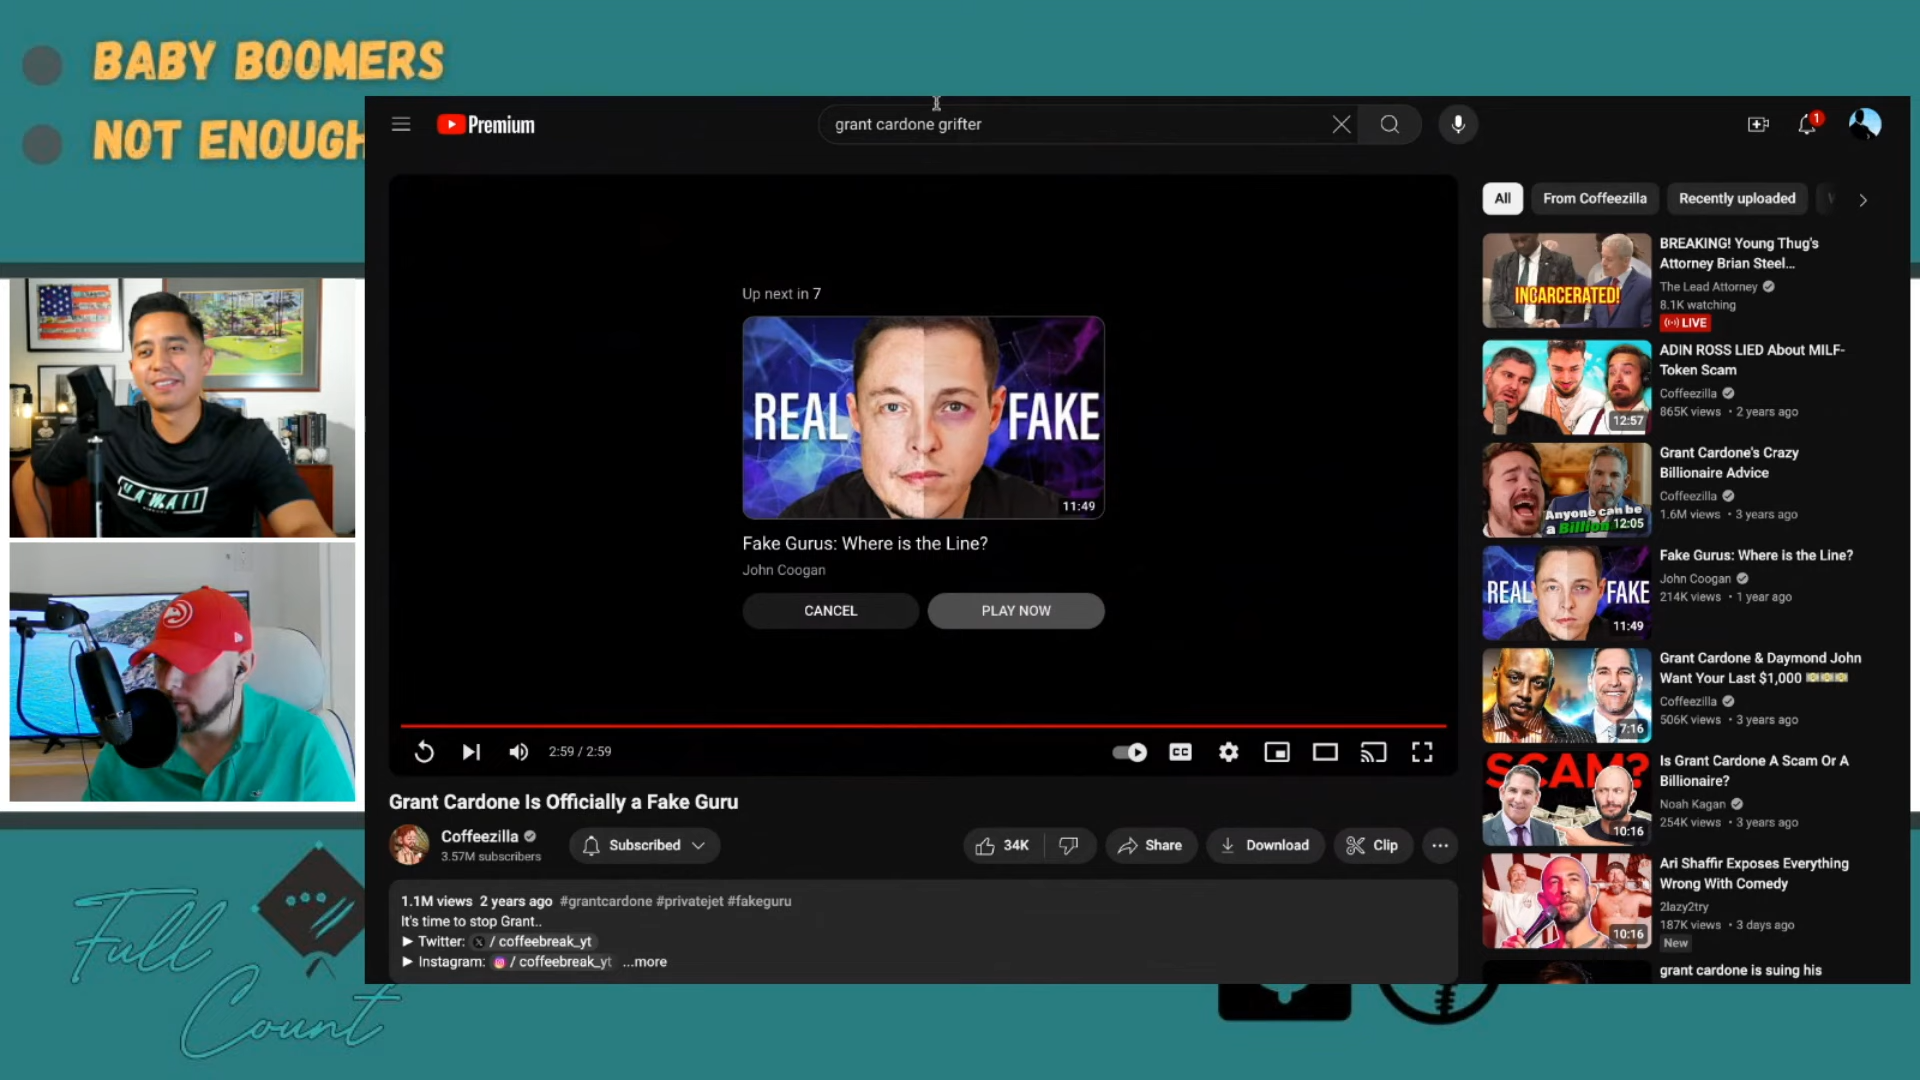 BABY BOOMERS
NOT ENOUGH
Premium
grant cardone grifter
1
Up next in 7
REAL FAKE
11:49
Fake Gurus: Where is the Line?
John Coogan
CANCEL
PLAY NOW
2:59 / 2:59
CC
Grant Cardone Is Officially a Fake Guru
Coffeezilla
3.57M subscribers
Subscribed
34K
Share
Download
Clip
1.1M views 2 years ago #grantcardone #privatejet #fakeguru
It's time to stop Grant..
► Twitter: X / coffeebreak_yt
► Instagram: / coffeebreak_yt ...more
All
From Coffeezilla
Recently uploaded
INCARCERATED!
BREAKING! Young Thug's
Attorney Brian Steel...
The Lead Attorney
8.1K watching
LIVE
12:57
ADIN ROSS LIED About MILF-
Token Scam
Coffeezilla
865K views • 2 years ago
Anyone can be
a Billion
12:05
Grant Cardone's Crazy
Billionaire Advice
Coffeezilla
1.6M views • 3 years ago
REAL FAKE
11:49
Fake Gurus: Where is the Line?
John Coogan
214K views • 1 year ago
7:16
Grant Cardone & Daymond John
Want Your Last $1,000
Coffeezilla
506K views • 3 years ago
SCAM?
10:16
Is Grant Cardone A Scam Or A
Billionaire?
Noah Kagan
254K views • 3 years ago
10:16
Ari Shaffir Exposes Everything
Wrong With Comedy
2lazy2try
187K views • 3 days ago
New
grant cardone is suing his
HAWAII
Full
Count